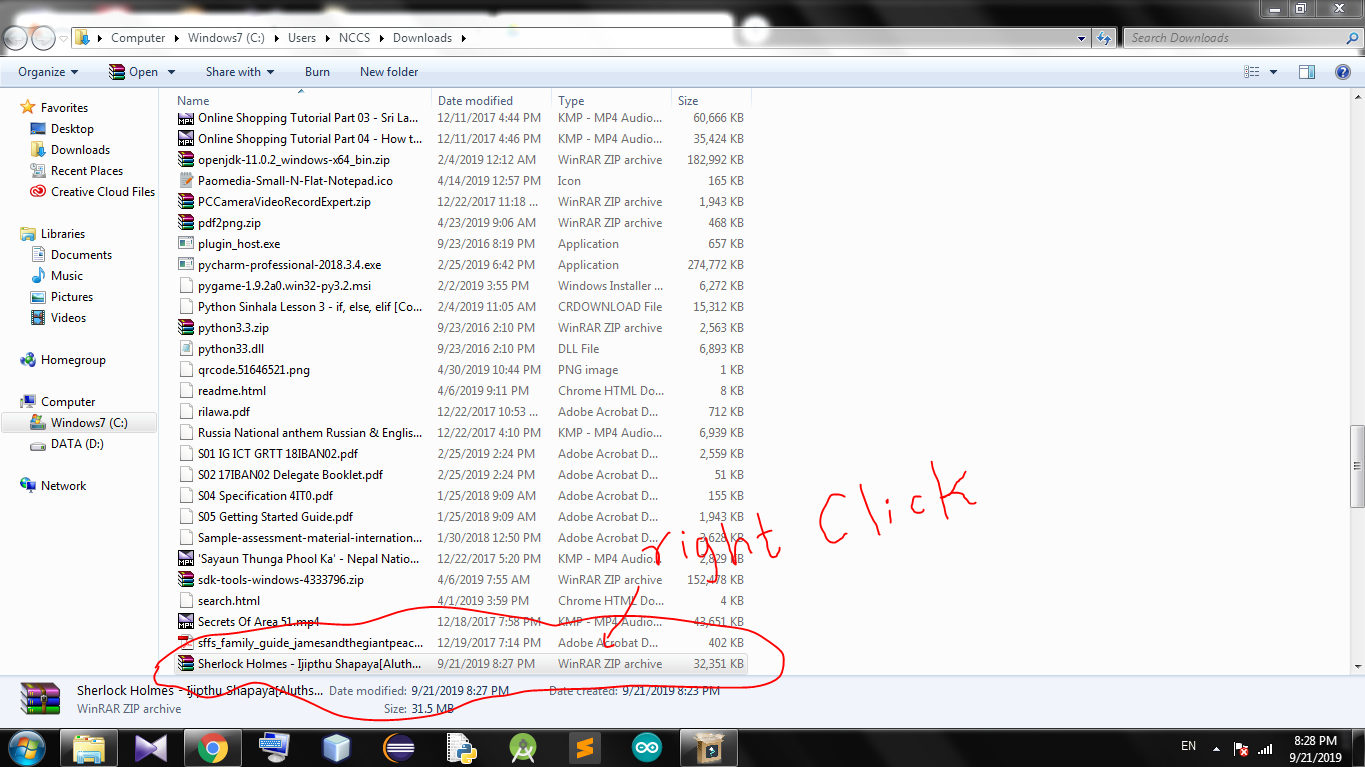 Computer Windows7 (C:) Users NCCS Downloads Search Downloads
Organize Open Share with Burn New folder
Name Date modified Type Size
Favorites
Desktop
Downloads
Recent Places
Creative Cloud Files
Libraries
Documents
Music
Pictures
Videos
Homegroup
Computer
Windows7 (C:)
DATA (D:)
Network
Online Shopping Tutorial Part 03 - Sri La... 12/11/2017 4:44 PM KMP - MP4 Audio... 60,666 KB
Online Shopping Tutorial Part 04 - How t... 12/11/2017 4:46 PM KMP - MP4 Audio... 35,424 KB
openjdk-11.0.2_windows-x64_bin.zip 2/4/2019 12:12 AM WinRAR ZIP archive 182,992 KB
Paomedia-Small-N-Flat-Notepad.ico 4/14/2019 12:57 PM Icon 165 KB
PCCameraVideoRecordExpert.zip 12/22/2017 11:18 ... WinRAR ZIP archive 1,943 KB
pdf2png.zip 4/23/2019 9:06 AM WinRAR ZIP archive 468 KB
plugin_host.exe 9/23/2016 8:19 PM Application 657 KB
pycharm-professional-2018.3.4.exe 2/25/2019 6:42 PM Application 274,772 KB
pygame-1.9.2a0.win32-py3.2.msi 2/2/2019 3:55 PM Windows Installer ... 6,272 KB
Python Sinhala Lesson 3 - if, else, elif [Co... 2/4/2019 11:05 AM CRDOWNLOAD File 15,312 KB
python3.3.zip 9/23/2016 2:10 PM WinRAR ZIP archive 2,563 KB
python33.dll 9/23/2016 2:10 PM DLL File 6,893 KB
qrcode.51646521.png 4/30/2019 10:44 PM PNG image 1 KB
readme.html 4/6/2019 9:11 PM Chrome HTML Do... 8 KB
rilawa.pdf 12/22/2017 10:53 ... Adobe Acrobat D... 712 KB
Russia National anthem Russian & Englis... 12/22/2017 4:10 PM KMP - MP4 Audio... 6,939 KB
S01 IG ICT GRTT 18IBAN02.pdf 2/25/2019 2:24 PM Adobe Acrobat D... 2,559 KB
S02 17IBAN02 Delegate Booklet.pdf 2/25/2019 2:24 PM Adobe Acrobat D... 51 KB
S04 Specification 4IT0.pdf 1/25/2018 9:09 AM Adobe Acrobat D... 155 KB
S05 Getting Started Guide.pdf 1/25/2018 9:09 AM Adobe Acrobat D... 1,943 KB
Sample-assessment-material-internation... 1/30/2018 12:50 PM Adobe Acrobat D... 3,628 KB
'Sayaun Thunga Phool Ka' - Nepal Natio... 12/22/2017 5:20 PM KMP - MP4 Audio... 2,829 KB
sdk-tools-windows-4333796.zip 4/6/2019 7:55 AM WinRAR ZIP archive 152,478 KB
search.html 4/1/2019 3:59 PM Chrome HTML Do... 4 KB
Secrets Of Area 51.mp4 12/18/2017 7:58 PM KMP - MP4 Audio... 43,651 KB
sffs_family_guide_jamesandthegiantpeac... 12/19/2017 7:14 PM Adobe Acrobat D... 402 KB
Sherlock Holmes - Ijipthu Shapaya[Aluth... 9/21/2019 8:27 PM WinRAR ZIP archive 32,351 KB
right Click
Sherlock Holmes - Ijipthu Shapaya[Aluths... Date modified: 9/21/2019 8:27 PM Date created: 9/21/2019 8:23 PM
WinRAR ZIP archive Size: 31.5 MB
EN 8:28 PM
9/21/2019